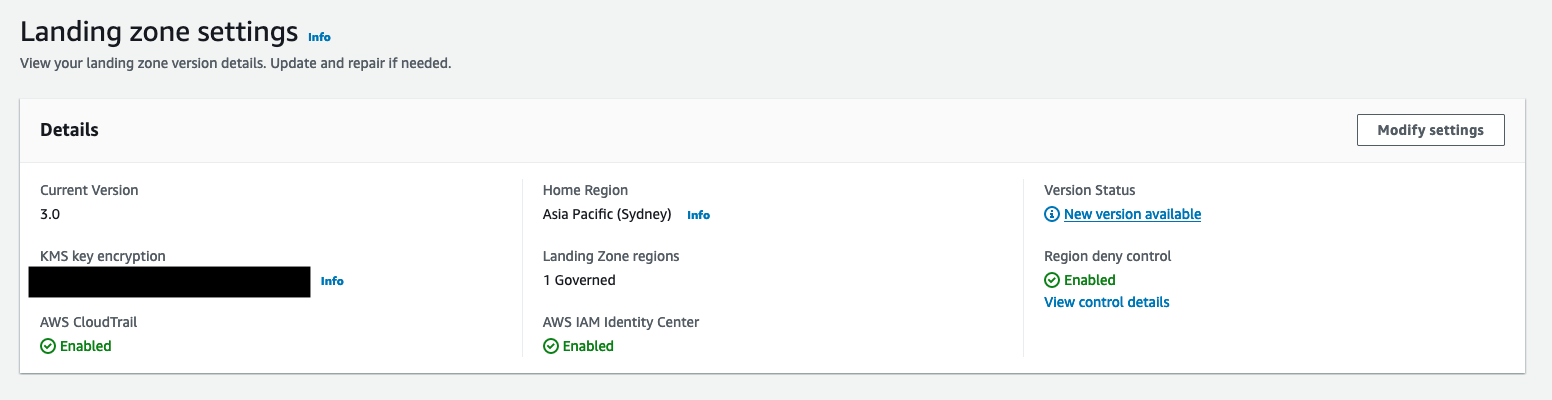 Landing zone settings Info
View your landing zone version details. Update and repair if needed.
Details
Modify settings
Current Version
3.0
KMS key encryption
Info
AWS CloudTrail
Enabled
Home Region
Asia Pacific (Sydney) Info
Landing Zone regions
1 Governed
AWS IAM Identity Center
Enabled
Version Status
New version available
Region deny control
Enabled
View control details